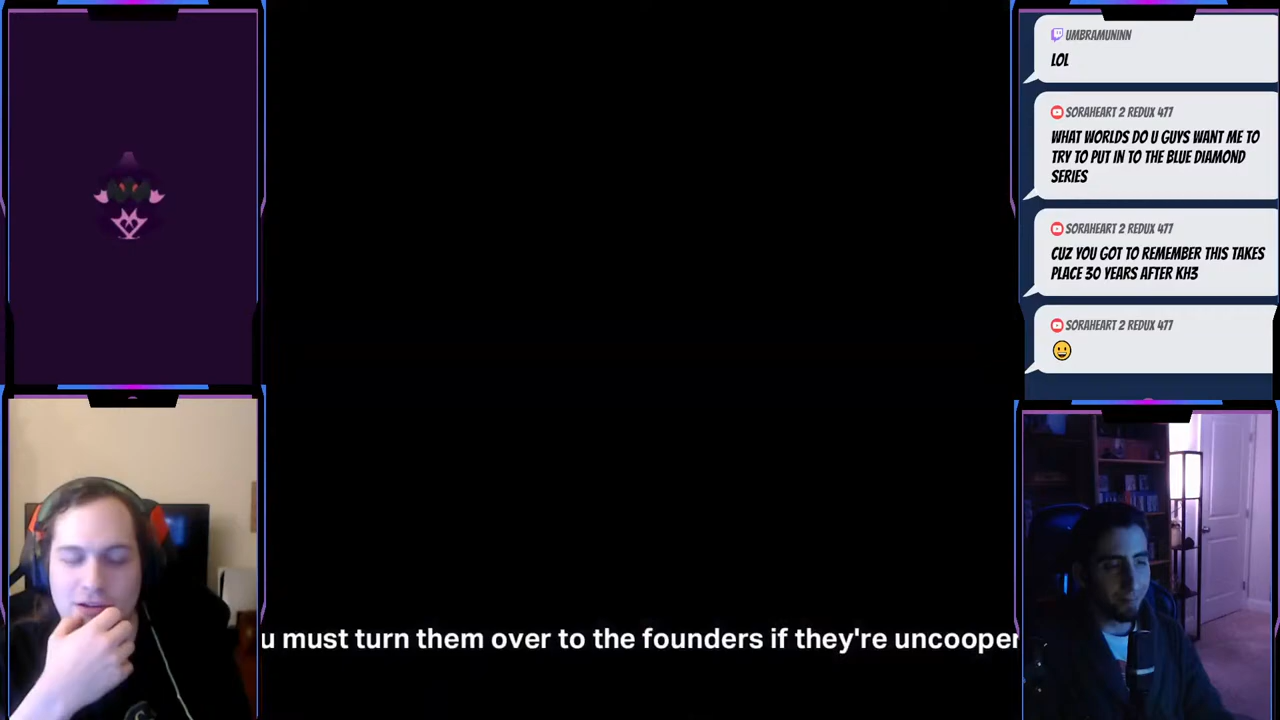 UMBRAMUNINN
LOL
SORAHEART 2 REDUX 477
WHAT WORLDS DO U GUYS WANT ME TO
TRY TO PUT IN TO THE BLUE DIAMOND
SERIES
SORAHEART 2 REDUX 477
CUZ YOU GOT TO REMEMBER THIS TAKES
PLACE 30 YEARS AFTER KH3
SORAHEART 2 REDUX 477
😀
u must turn them over to the founders if they're uncooper